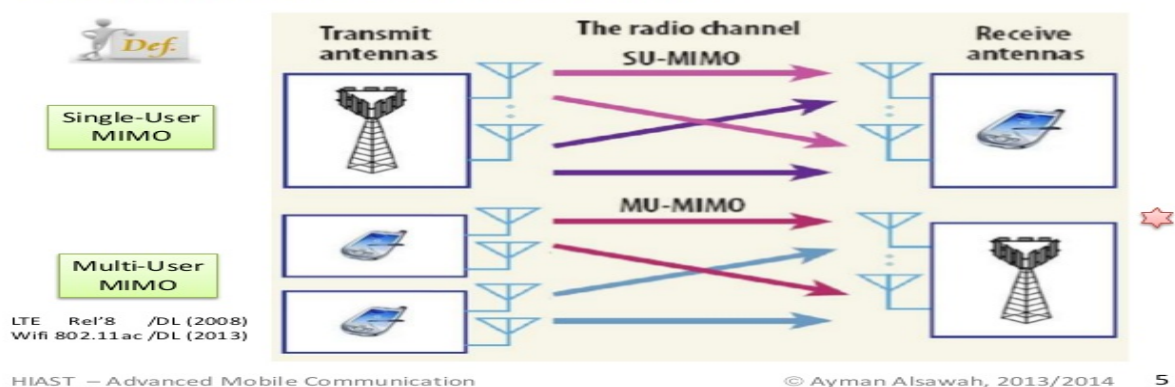 Def.
Transmit antennas
The radio channel
Receive antennas
SU-MIMO
Single-User
MIMO
MU-MIMO
Multi-User
MIMO
LTE Rel'8 /DL (2008)
Wifi 802.11ac /DL (2013)
HIAST – Advanced Mobile Communication
© Ayman Alsawah, 2013/2014
5